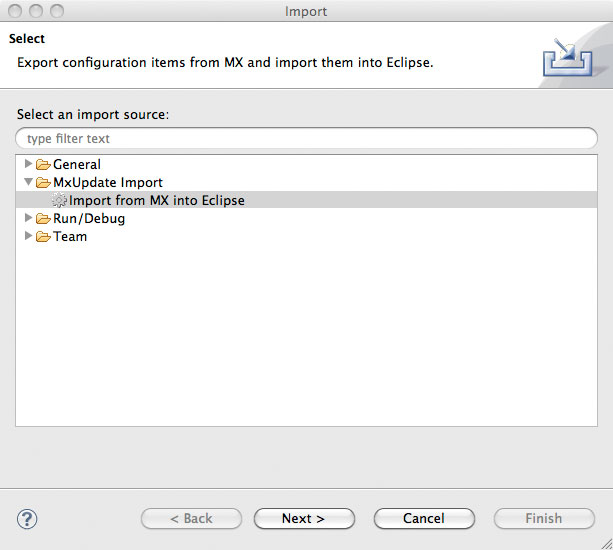 Import
Select
Export configuration items from MX and import them into Eclipse.
Select an import source:
type filter text
General
MxUpdate Import
Import from MX into Eclipse
Run/Debug
Team
?
< Back
Next >
Cancel
Finish